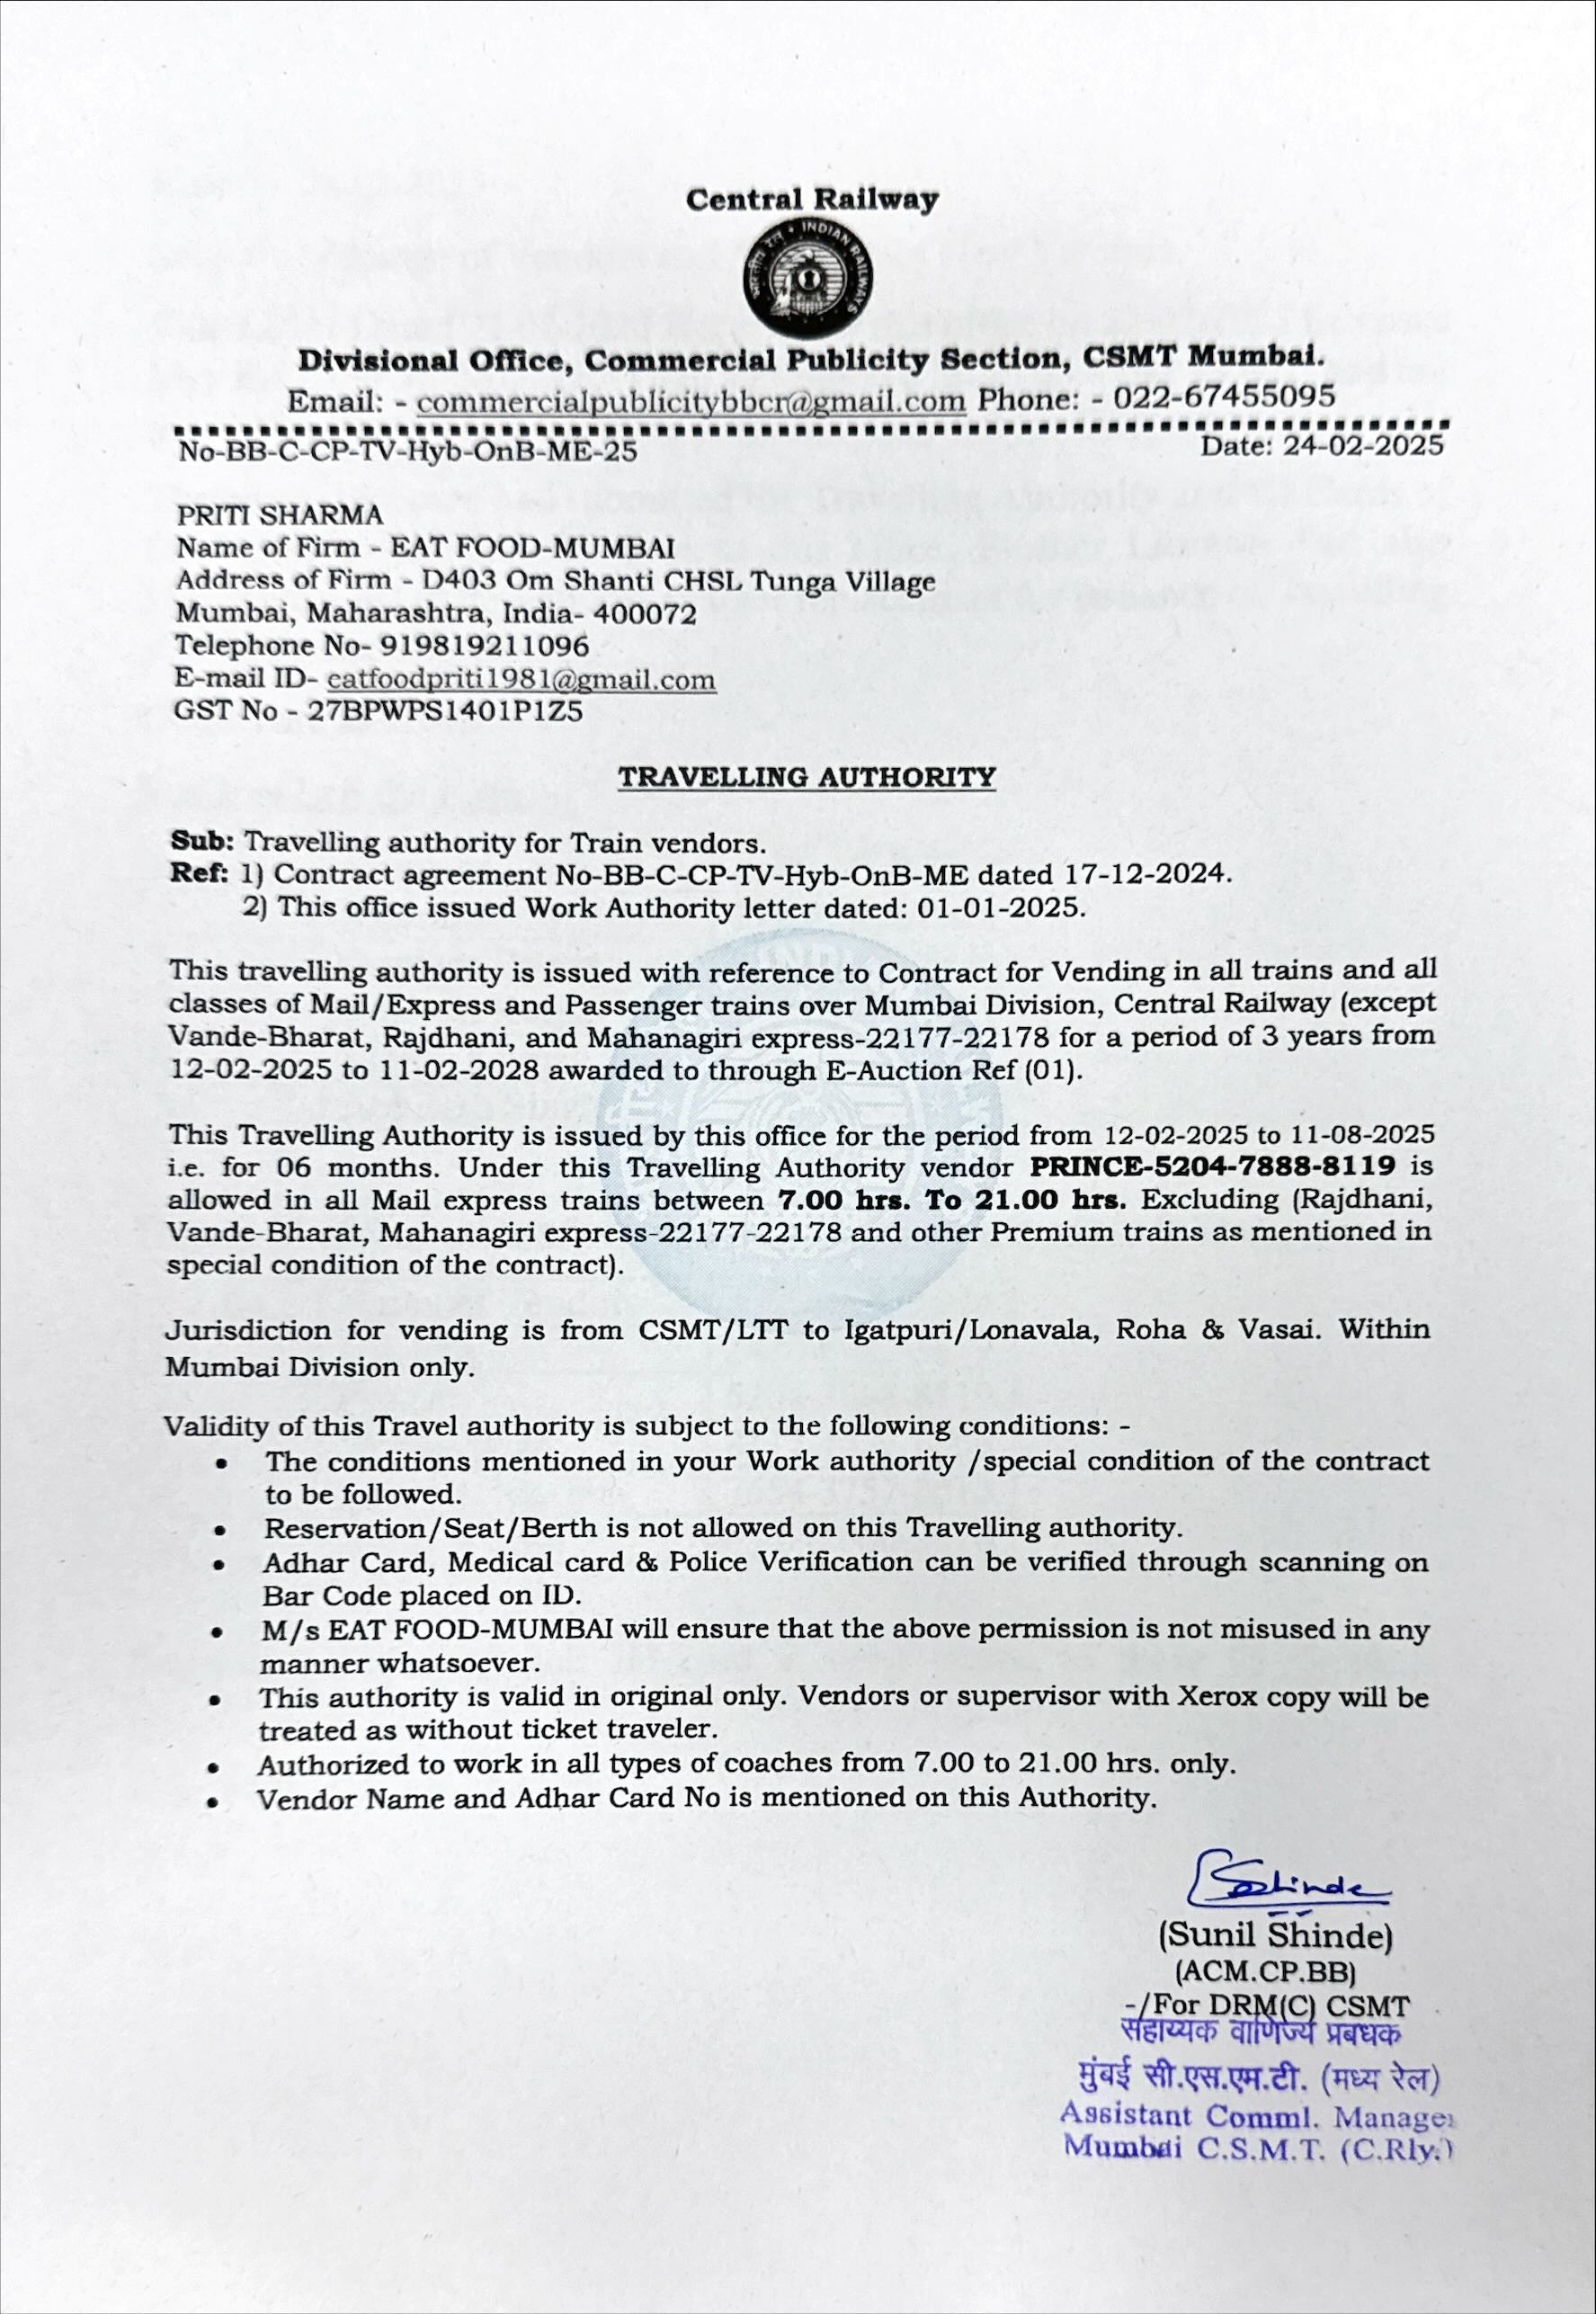 Central Railway
भारतीय रेल * INDIAN RAILWAYS
Divisional Office, Commercial Publicity Section, CSMT Mumbai.
Email: - commercialpublicitybbcr@gmail.com Phone: - 022-67455095
No-BB-C-CP-TV-Hyb-OnB-ME-25 Date: 24-02-2025
PRITI SHARMA
Name of Firm - EAT FOOD-MUMBAI
Address of Firm - D403 Om Shanti CHSL Tunga Village
Mumbai, Maharashtra, India- 400072
Telephone No- 919819211096
E-mail ID- eatfoodpriti1981@gmail.com
GST No - 27BPWPS1401P1Z5
TRAVELLING AUTHORITY
Sub: Travelling authority for Train vendors.
Ref: 1) Contract agreement No-BB-C-CP-TV-Hyb-OnB-ME dated 17-12-2024.
2) This office issued Work Authority letter dated: 01-01-2025.
This travelling authority is issued with reference to Contract for Vending in all trains and all
classes of Mail/Express and Passenger trains over Mumbai Division, Central Railway (except
Vande-Bharat, Rajdhani, and Mahanagiri express-22177-22178 for a period of 3 years from
12-02-2025 to 11-02-2028 awarded to through E-Auction Ref (01).
This Travelling Authority is issued by this office for the period from 12-02-2025 to 11-08-2025
i.e. for 06 months. Under this Travelling Authority vendor PRINCE-5204-7888-8119 is
allowed in all Mail express trains between 7.00 hrs. To 21.00 hrs. Excluding (Rajdhani,
Vande-Bharat, Mahanagiri express-22177-22178 and other Premium trains as mentioned in
special condition of the contract).
Jurisdiction for vending is from CSMT/LTT to Igatpuri/Lonavala, Roha & Vasai. Within
Mumbai Division only.
Validity of this Travel authority is subject to the following conditions: -
• The conditions mentioned in your Work authority /special condition of the contract
to be followed.
• Reservation/Seat/Berth is not allowed on this Travelling authority.
• Adhar Card, Medical card & Police Verification can be verified through scanning on
Bar Code placed on ID.
• M/s EAT FOOD-MUMBAI will ensure that the above permission is not misused in any
manner whatsoever.
• This authority is valid in original only. Vendors or supervisor with Xerox copy will be
treated as without ticket traveler.
• Authorized to work in all types of coaches from 7.00 to 21.00 hrs. only.
• Vendor Name and Adhar Card No is mentioned on this Authority.
Shinde
(Sunil Shinde)
(ACM.CP.BB)
-/For DRM(C) CSMT
सहाय्यक वाणिज्य प्रबंधक
मुंबई सी.एस.एम.टी. (मध्य रेल)
Assistant Comml. Manager
Mumbai C.S.M.T. (C.Rly.)